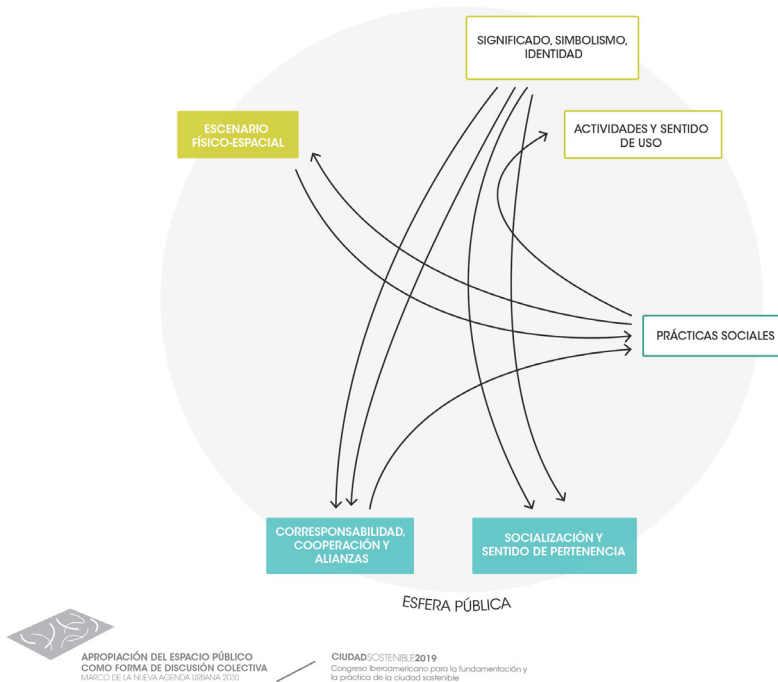 SIGNIFICADO, SIMBOLISMO,
IDENTIDAD
ESCENARIO
FÍSICO-ESPACIAL
ACTIVIDADES Y SENTIDO
DE USO
PRÁCTICAS SOCIALES
CORRESPONSABILIDAD,
COOPERACIÓN Y
ALIANZAS
SOCIALIZACIÓN Y
SENTIDO DE PERTENENCIA
ESFERA PÚBLICA
APROPIACIÓN DEL ESPACIO PÚBLICO
COMO FORMA DE DISCUSIÓN COLECTIVA
MARCO DE LA NUEVA AGENDA URBANA 2030
CIUDADSOSTENIBLE2019
Congreso Iberoamericano para la fundamentación y
la práctica de la ciudad sostenible